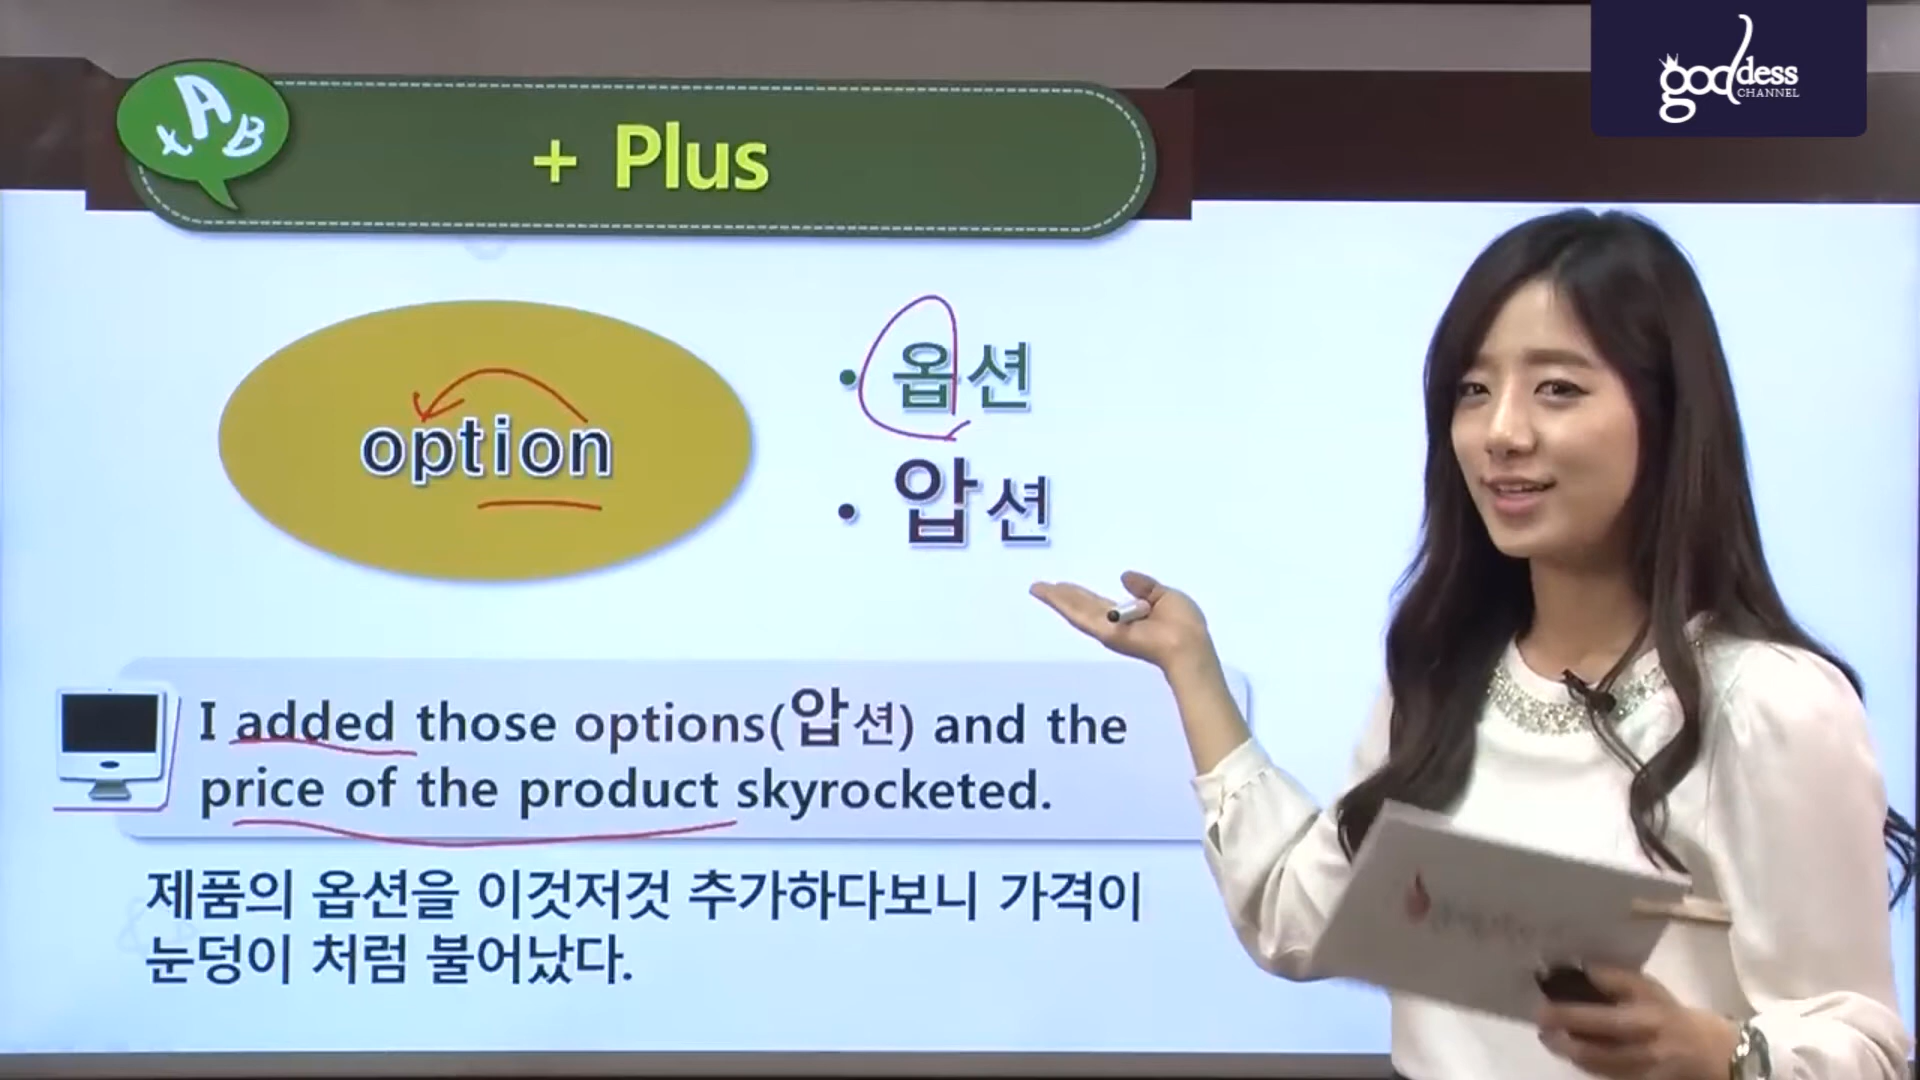 goddess
CHANNEL
A B
+ Plus
option
• 옵션
• 압션
I added those options(압션) and the
price of the product skyrocketed.
제품의 옵션을 이것저것 추가하다보니 가격이
눈덩이 처럼 불어났다.